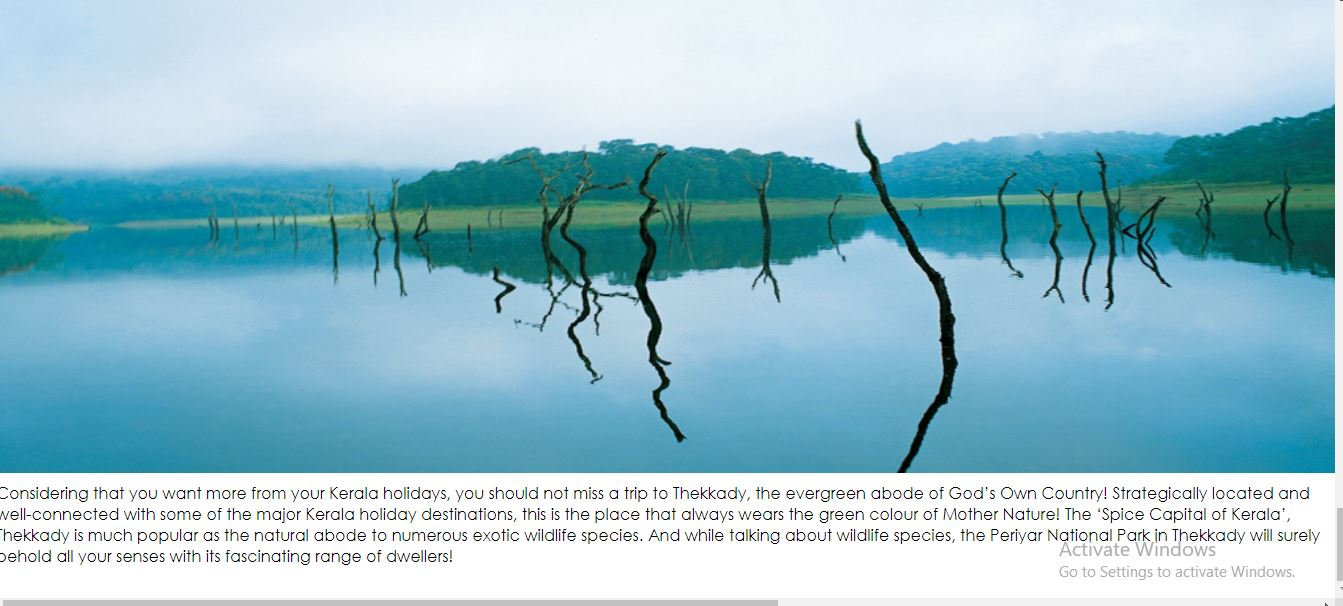 Considering that you want more from your Kerala holidays, you should not miss a trip to Thekkady, the evergreen abode of God's Own Country! Strategically located and
well-connected with some of the major Kerala holiday destinations, this is the place that always wears the green colour of Mother Nature! The ‘Spice Capital of Kerala’,
Thekkady is much popular as the natural abode to numerous exotic wildlife species. And while talking about wildlife species, the Periyar National Park in Thekkady will surely
behold all your senses with its fascinating range of dwellers!
Activate Windows
Go to Settings to activate Windows.